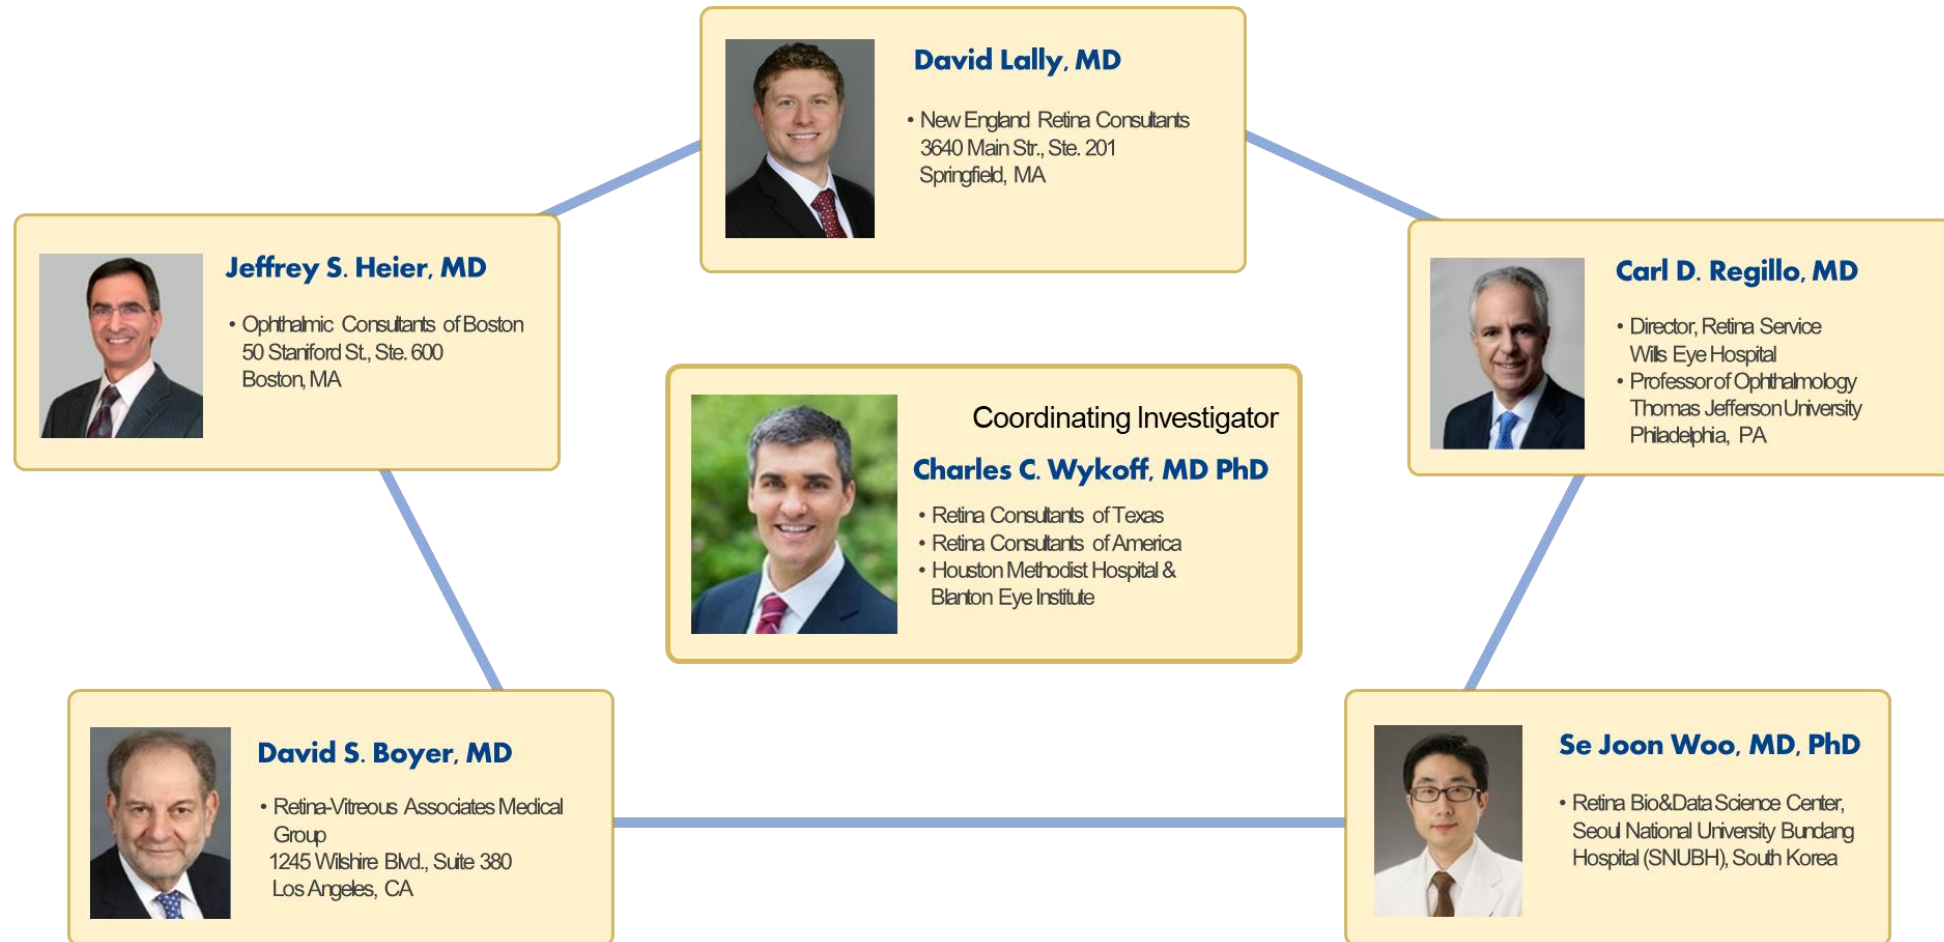 David Lally, MD
• New England Retina Consultants
3640 Main Str., Ste. 201
Springfield, MA
Jeffrey S. Heier, MD
• Ophthalmic Consultants of Boston
50 Staniford St., Ste. 600
Boston, MA
Carl D. Regillo, MD
• Director, Retina Service
Wills Eye Hospital
• Professor of Ophthalmology
Thomas Jefferson University
Philadelphia, PA
Coordinating Investigator
Charles C. Wykoff, MD PhD
• Retina Consultants of Texas
• Retina Consultants of America
• Houston Methodist Hospital &
Blanton Eye Institute
David S. Boyer, MD
• Retina-Vitreous Associates Medical
Group
1245 Wilshire Blvd., Suite 380
Los Angeles, CA
Se Joon Woo, MD, PhD
• Retina Bio&Data Science Center,
Seoul National University Bundang
Hospital (SNUBH), South Korea